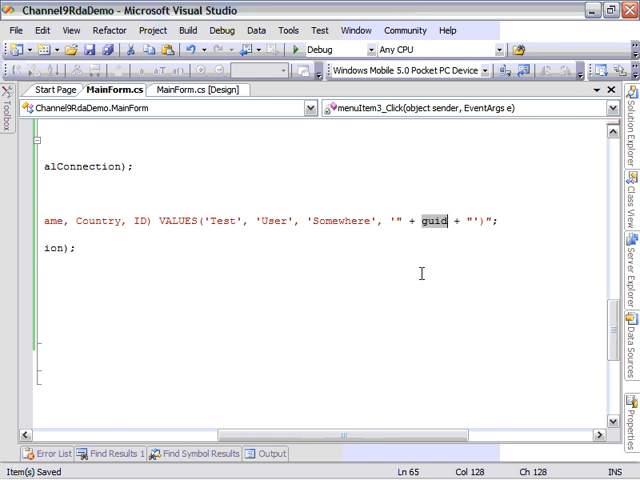 Channel9RdaDemo - Microsoft Visual Studio
File Edit View Refactor Project Build Debug Data Tools Test Window Community Help
Debug Any CPU
Windows Mobile 5.0 Pocket PC Device
Start Page MainForm.cs MainForm.cs [Design]
Channel9RdaDemo.MainForm menuItem3_Click(object sender, EventArgs e)
alConnection);
ame, Country, ID) VALUES('Test', 'User', 'Somewhere', '" + guid + "')";
ion);
Toolbox
Solution Explorer
Class View
Server Explorer
Data Sources
Properties
Error List Find Results 1 Find Symbol Results Output
Item(s) Saved Ln 65 Col 128 Ch 128 INS